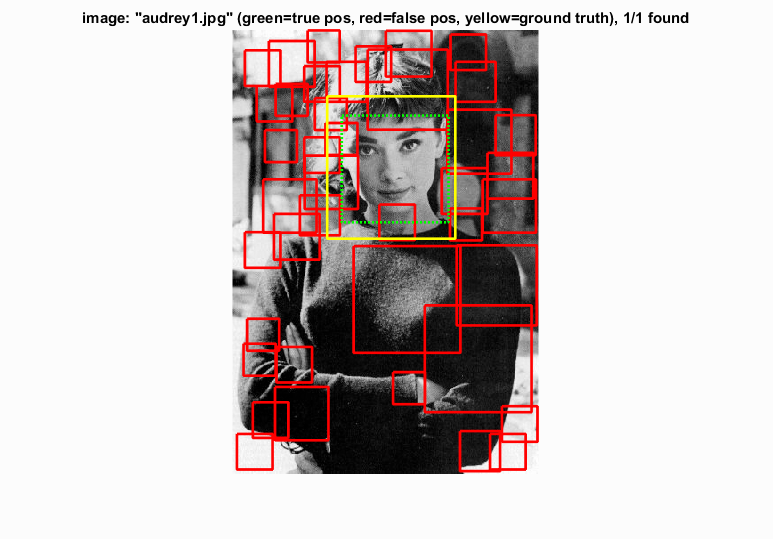 image: "audrey1.jpg" (green=true pos, red=false pos, yellow=ground truth), 1/1 found